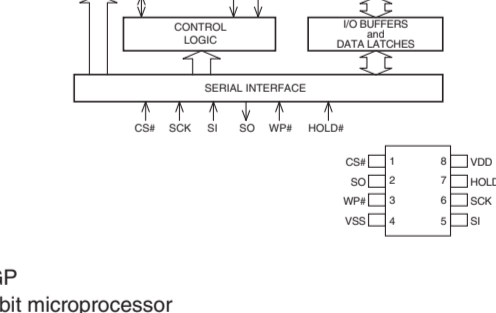 CONTROL
LOGIC
I/O BUFFERS
and
DATA LATCHES
SERIAL INTERFACE
CS# SCK SI SO WP# HOLD#
CS# 1 8 VDD
SO 2 7 HOLD
WP# 3 6 SCK
VSS 4 5 SI
GP
bit microprocessor